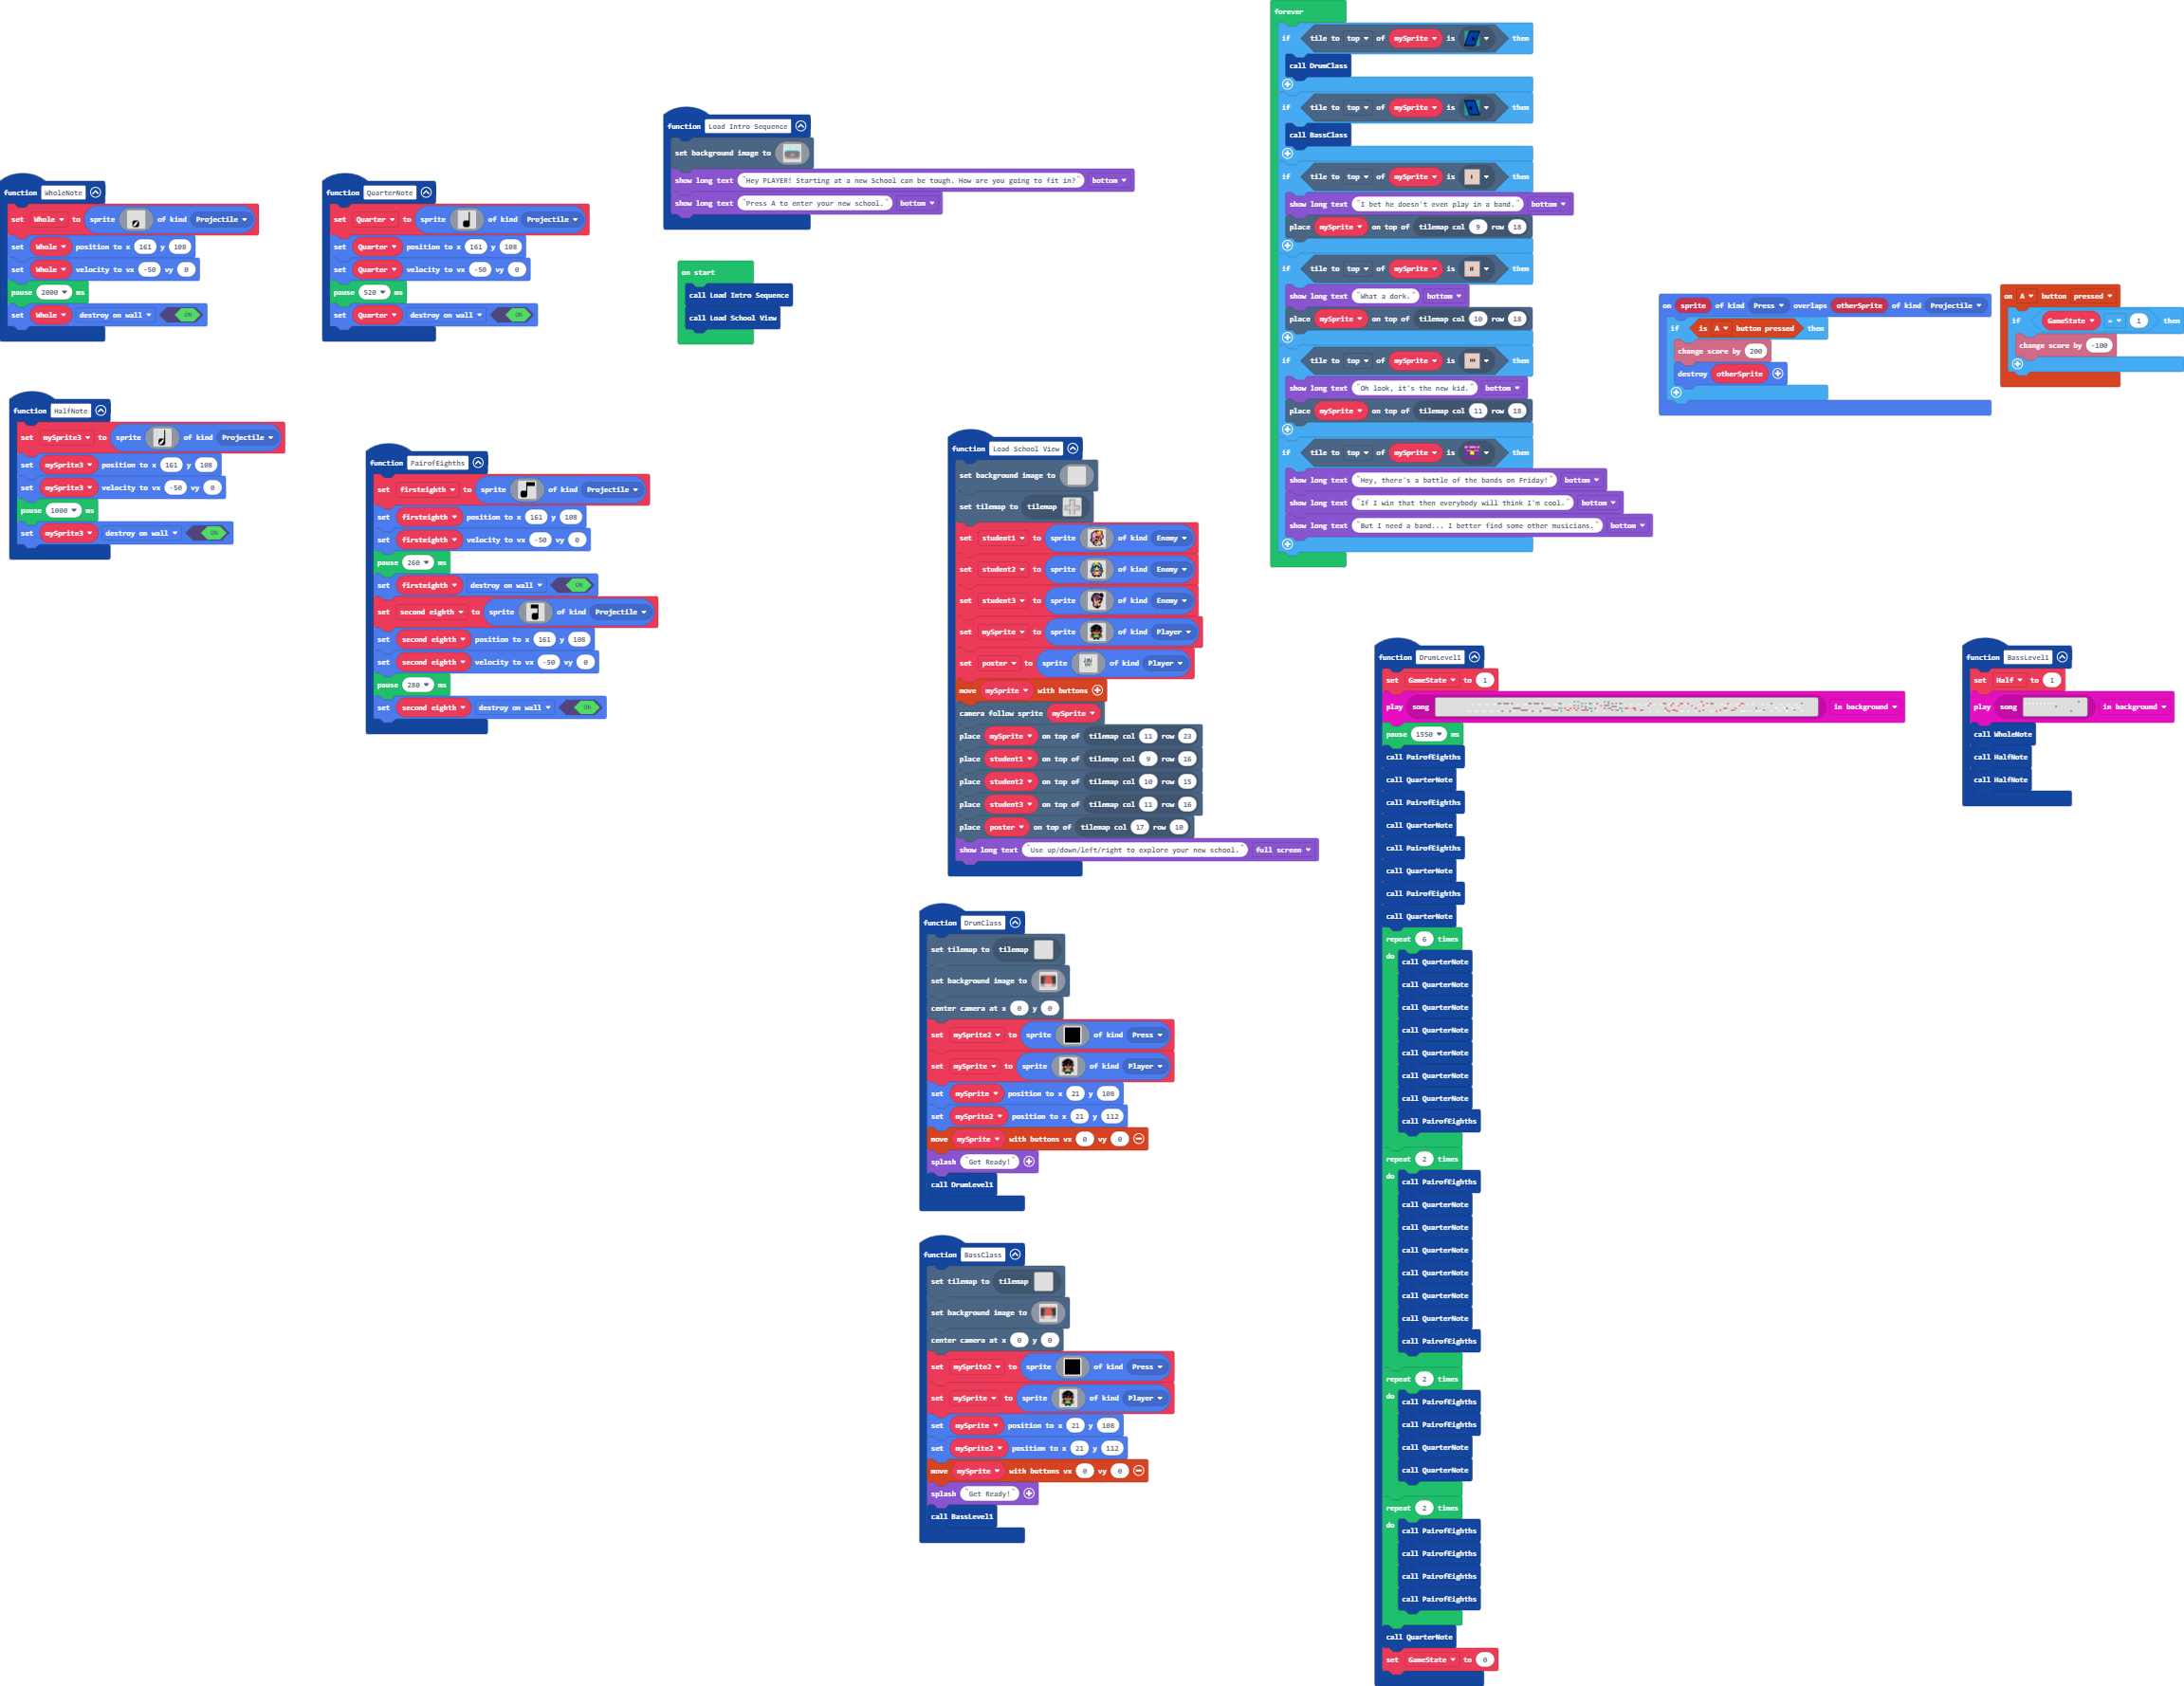 function WholeNote
set Whole to sprite of kind Projectile
set Whole position to x 161 y 108
set Whole velocity to vx -50 vy 0
pause 2000 ms
set Whole destroy on wall ON
function QuarterNote
set Quarter to sprite of kind Projectile
set Quarter position to x 161 y 108
set Quarter velocity to vx -50 vy 0
pause 520 ms
set Quarter destroy on wall ON
function HalfNote
set mySprite3 to sprite of kind Projectile
set mySprite3 position to x 161 y 108
set mySprite3 velocity to vx -50 vy 0
pause 1000 ms
set mySprite3 destroy on wall ON
function PairofEighths
set firsteighth to sprite of kind Projectile
set firsteighth position to x 161 y 108
set firsteighth velocity to vx -50 vy 0
pause 260 ms
set firsteighth destroy on wall ON
set second eighth to sprite of kind Projectile
set second eighth position to x 161 y 108
set second eighth velocity to vx -50 vy 0
pause 280 ms
set second eighth destroy on wall ON
function Load Intro Sequence
set background image to
show long text "Hey PLAYER! Starting at a new School can be tough. How are you going to fit in?" bottom
show long text "Press A to enter your new school." bottom
on start
call Load Intro Sequence
call Load School View
function Load School View
set background image to
set tilemap to tilemap
set student1 to sprite of kind Enemy
set student2 to sprite of kind Enemy
set student3 to sprite of kind Enemy
set mySprite to sprite of kind Player
set poster to sprite of kind Player
move mySprite with buttons
camera follow sprite mySprite
place mySprite on top of tilemap col 11 row 23
place student1 on top of tilemap col 9 row 16
place student2 on top of tilemap col 10 row 15
place student3 on top of tilemap col 11 row 16
place poster on top of tilemap col 17 row 10
show long text "Use up/down/left/right to explore your new school." full screen
function DrumClass
set tilemap to tilemap
set background image to
center camera at x 0 y 0
set mySprite2 to sprite of kind Press
set mySprite to sprite of kind Player
set mySprite position to x 21 y 108
set mySprite2 position to x 21 y 112
move mySprite with buttons vx 0 vy 0
splash "Get Ready!"
call DrumLevel1
function BassClass
set tilemap to tilemap
set background image to
center camera at x 0 y 0
set mySprite2 to sprite of kind Press
set mySprite to sprite of kind Player
set mySprite position to x 21 y 108
set mySprite2 position to x 21 y 112
move mySprite with buttons vx 0 vy 0
splash "Get Ready!"
call BassLevel1
forever
if tile to top of mySprite is then
call DrumClass
if tile to top of mySprite is then
call BassClass
if tile to top of mySprite is then
show long text "I bet he doesn't even play in a band." bottom
place mySprite on top of tilemap col 9 row 18
if tile to top of mySprite is then
show long text "What a dork." bottom
place mySprite on top of tilemap col 10 row 18
if tile to top of mySprite is then
show long text "Oh look, it's the new kid." bottom
place mySprite on top of tilemap col 11 row 18
if tile to top of mySprite is then
show long text "Hey, there's a battle of the bands on Friday!" bottom
show long text "If I win that then everybody will think I'm cool." bottom
show long text "But I need a band... I better find some other musicians." bottom
on sprite of kind Press overlaps otherSprite of kind Projectile
if is A button pressed then
change score by 200
destroy otherSprite
on A button pressed
if GameState = 1 then
change score by -100
function DrumLevel1
set GameState to 1
play song in background
pause 1550 ms
call PairofEighths
call QuarterNote
call PairofEighths
call QuarterNote
call PairofEighths
call QuarterNote
call PairofEighths
call QuarterNote
repeat 6 times
do
call QuarterNote
call QuarterNote
call QuarterNote
call QuarterNote
call QuarterNote
call QuarterNote
call QuarterNote
call PairofEighths
repeat 2 times
do
call PairofEighths
call QuarterNote
call QuarterNote
call QuarterNote
call QuarterNote
call QuarterNote
call QuarterNote
call PairofEighths
repeat 2 times
do
call PairofEighths
call PairofEighths
call QuarterNote
call QuarterNote
repeat 2 times
do
call PairofEighths
call PairofEighths
call PairofEighths
call PairofEighths
call QuarterNote
set GameState to 0
function BassLevel1
set Half to 1
play song in background
call WholeNote
call HalfNote
call HalfNote